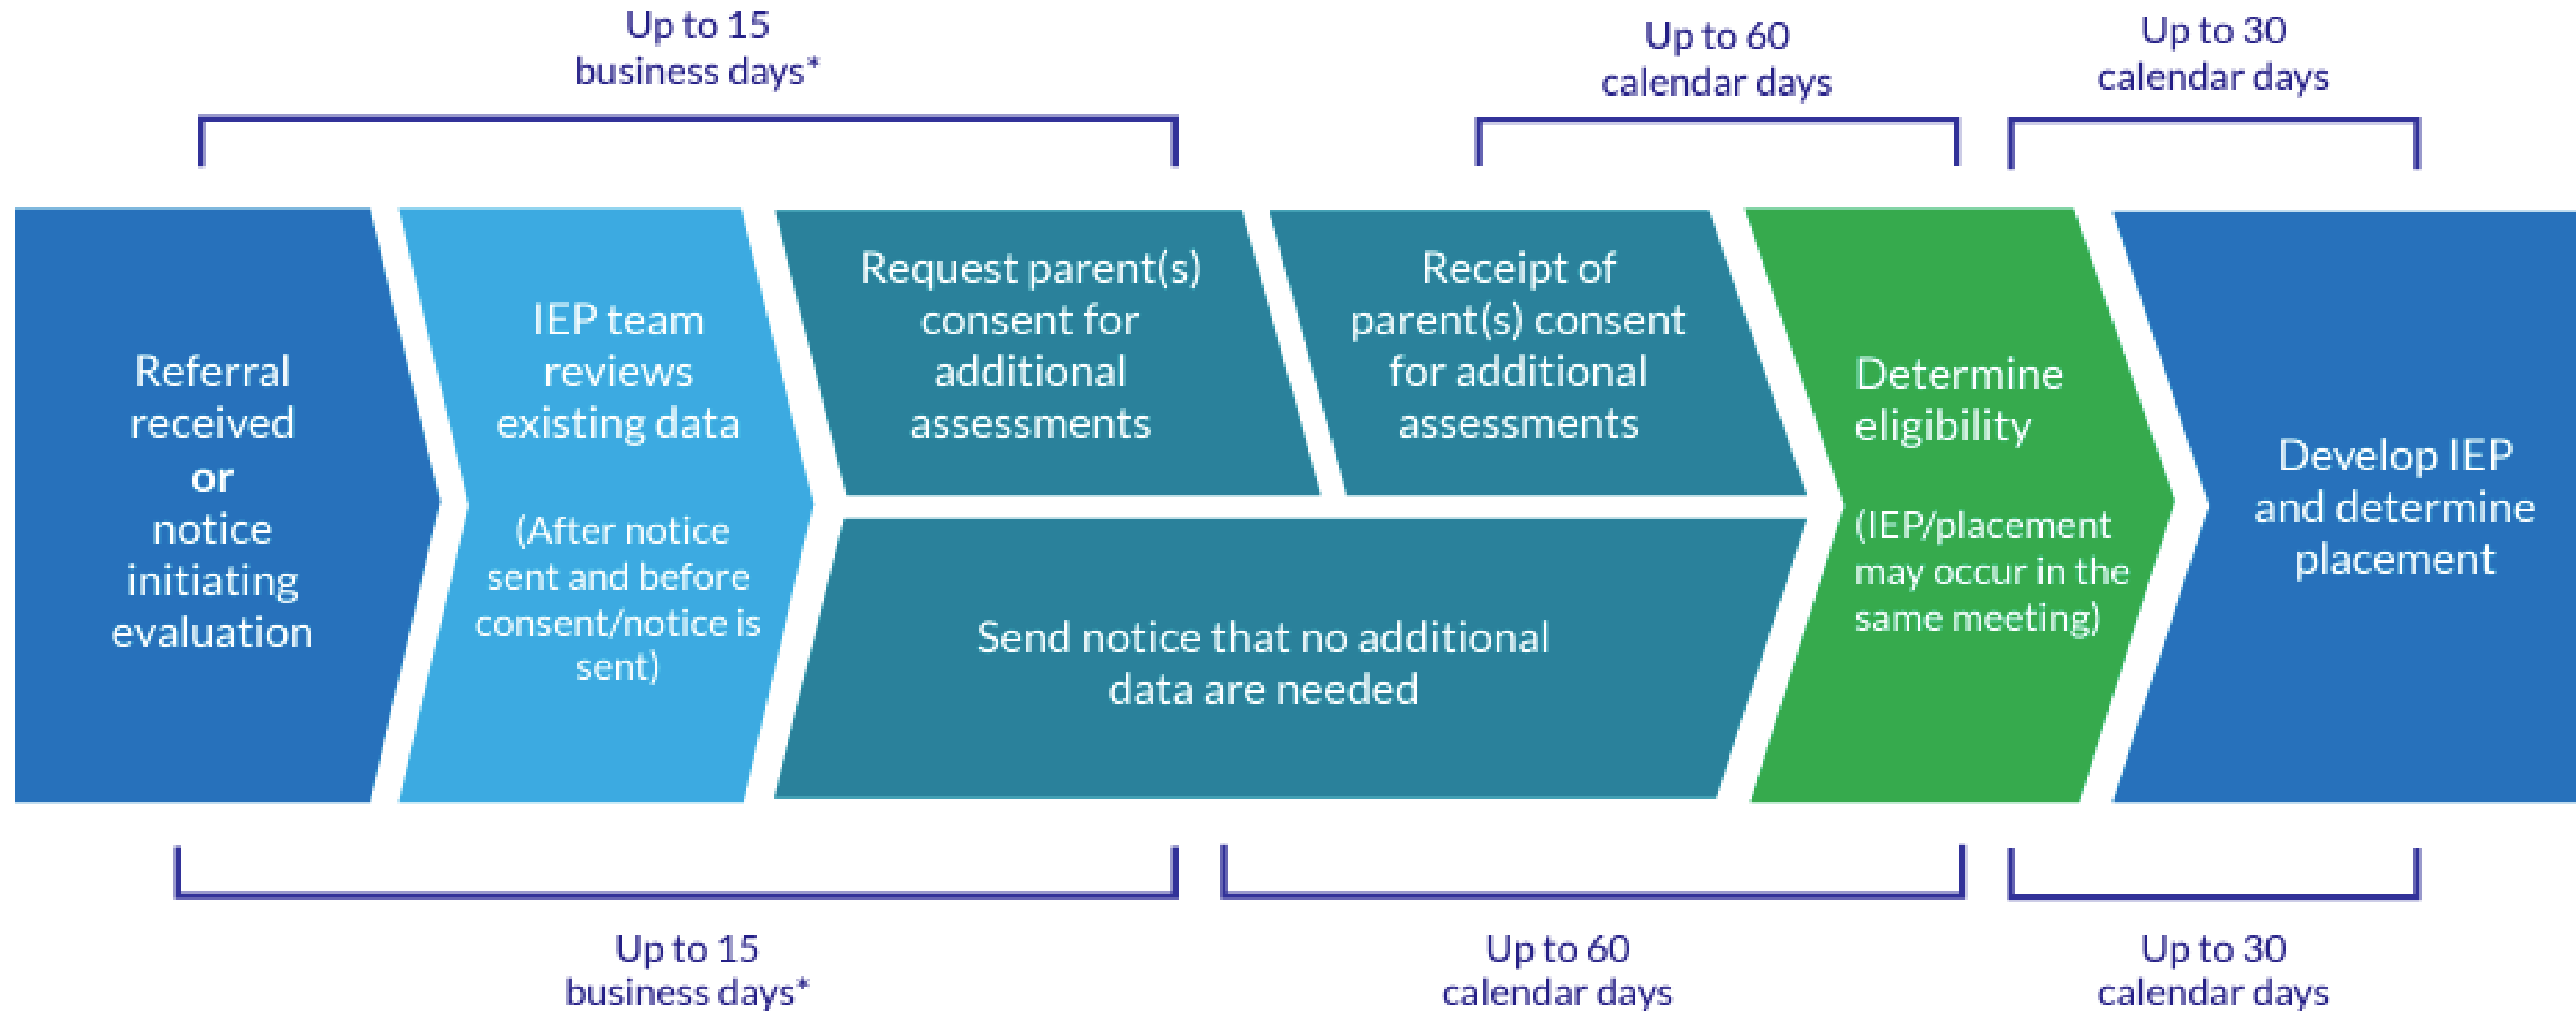 Up to 15
business days*
Up to 60
calendar days
Up to 30
calendar days
Referral
received
or
notice
initiating
evaluation
IEP team
reviews
existing data
(After notice
sent and before
consent/notice is
sent)
Request parent(s)
consent for
additional
assessments
Receipt of
parent(s) consent
for additional
assessments
Send notice that no additional
data are needed
Determine
eligibility
(IEP/placement
may occur in the
same meeting)
Develop IEP
and determine
placement
Up to 15
business days*
Up to 60
calendar days
Up to 30
calendar days